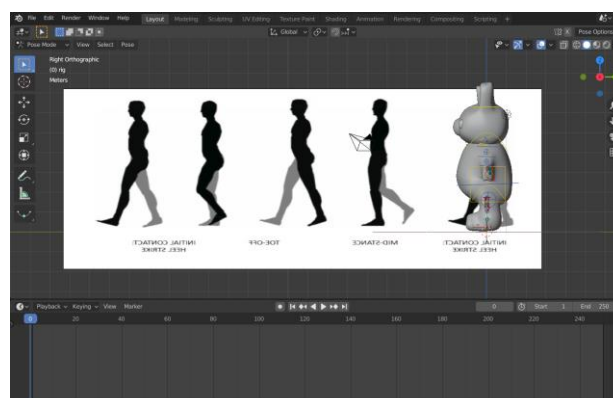 File Edit Render Window Help Layout Modeling Sculpting UV Editing Texture Paint Shading Animation Rendering Compositing Scripting +
Global
Pose Options
Pose Mode View Select Pose
Right Orthographic
(0) rig
Meters
INITIAL CONTACT: TOE-OFF MID-STANCE INITIAL CONTACT:
HEEL STRIKE HEEL STRIKE
Playback Keying View Marker 0 Start 1 End 250
0 20 40 60 80 100 120 140 160 180 200 220 240